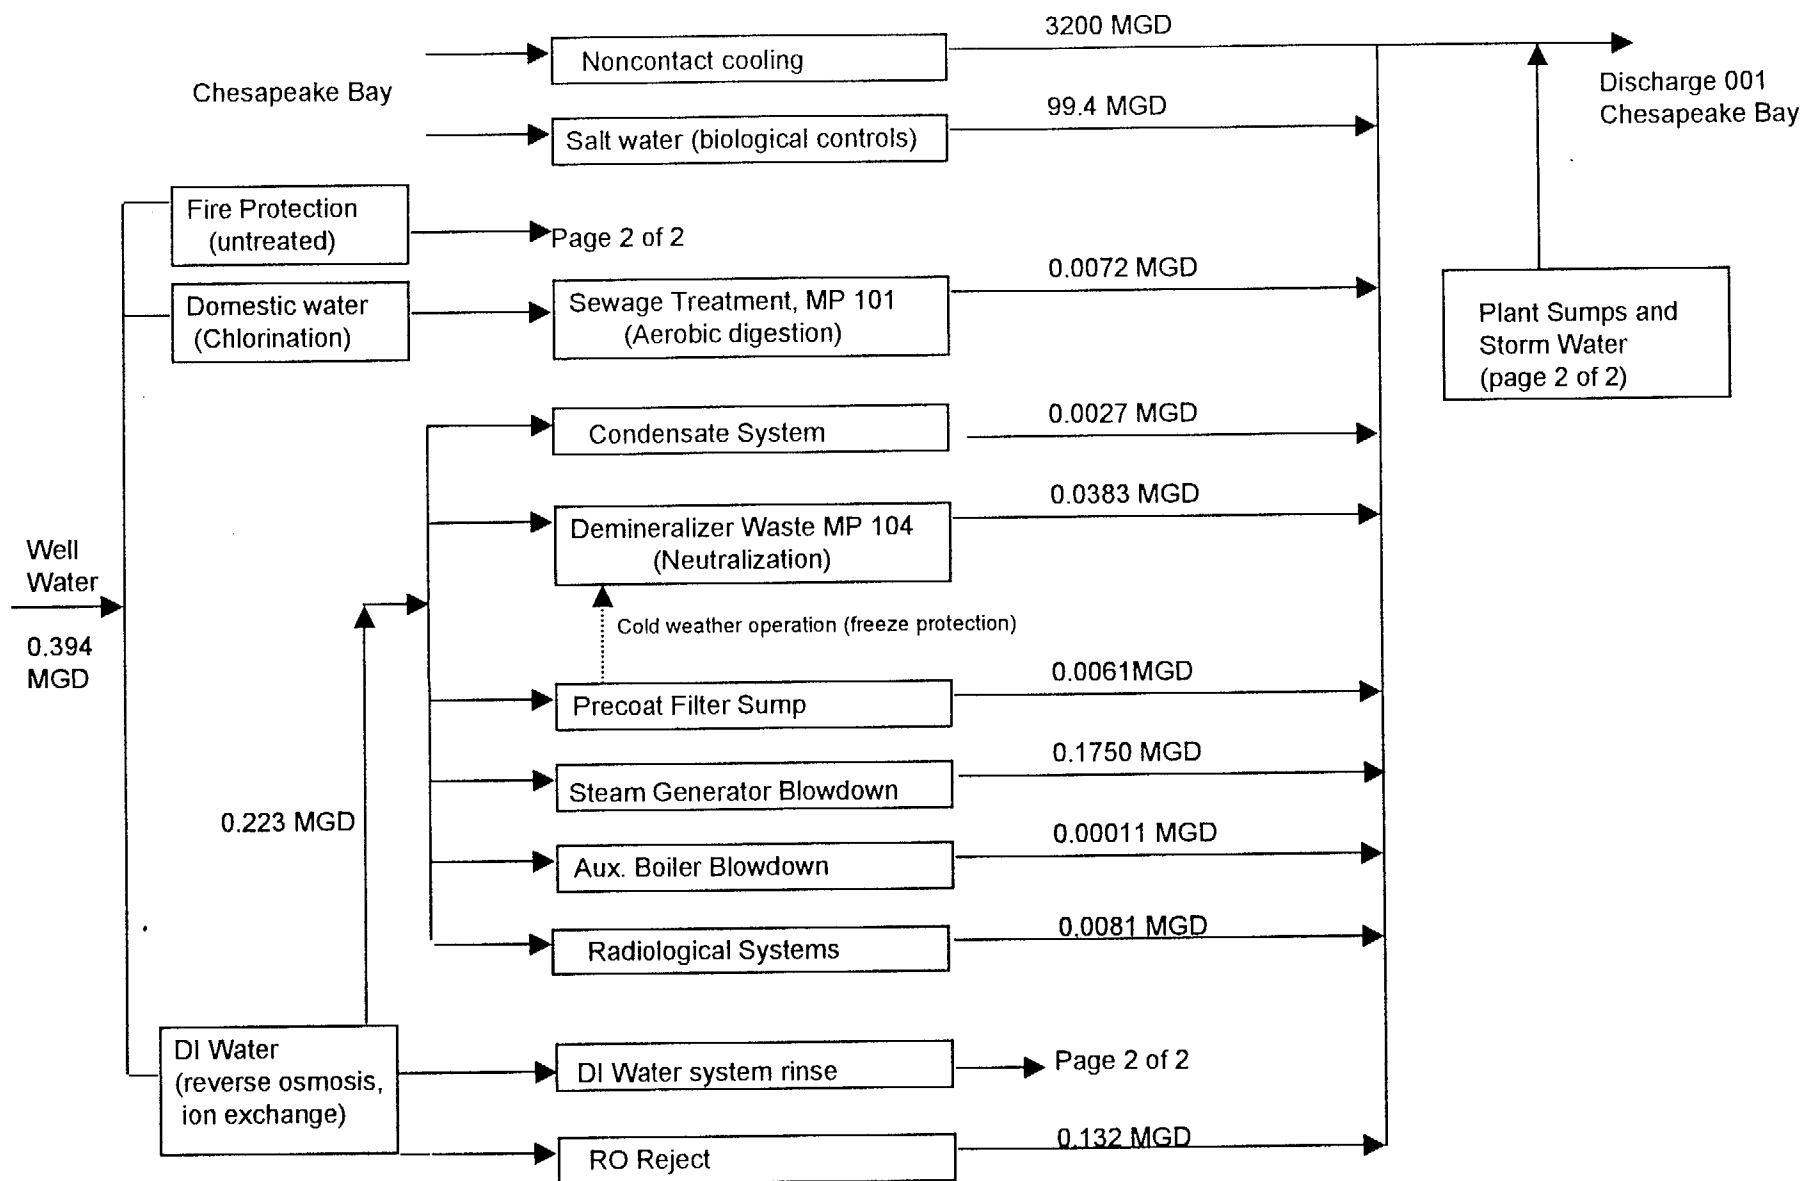 3200 MGD
Noncontact cooling
Chesapeake Bay
Discharge 001
Chesapeake Bay
99.4 MGD
Salt water (biological controls)
Fire Protection
(untreated)
Page 2 of 2
0.0072 MGD
Domestic water
(Chlorination)
Sewage Treatment, MP 101
(Aerobic digestion)
Plant Sumps and
Storm Water
(page 2 of 2)
0.0027 MGD
Condensate System
0.0383 MGD
Demineralizer Waste MP 104
(Neutralization)
Well
Water
0.394
MGD
Cold weather operation (freeze protection)
0.0061MGD
Precoat Filter Sump
0.1750 MGD
Steam Generator Blowdown
0.223 MGD
0.00011 MGD
Aux. Boiler Blowdown
0.0081 MGD
Radiological Systems
DI Water
(reverse osmosis,
ion exchange)
DI Water system rinse
Page 2 of 2
0.132 MGD
RO Reject